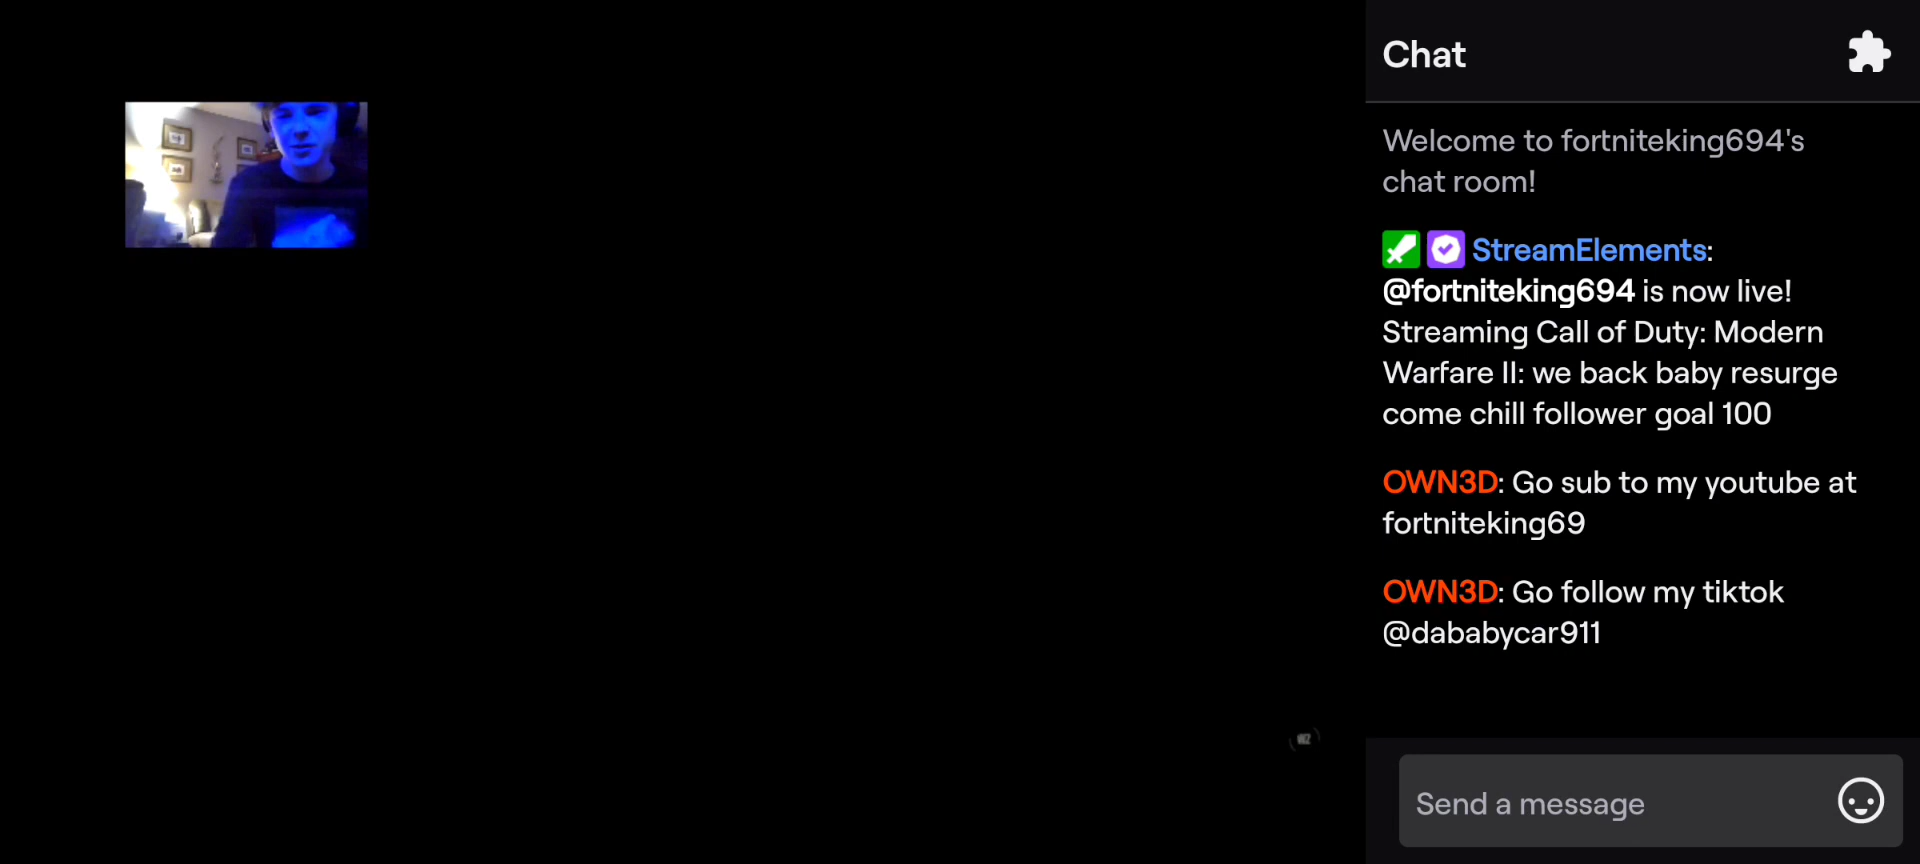 Chat
Welcome to fortniteking694's
chat room!
StreamElements:
@fortniteking694 is now live!
Streaming Call of Duty: Modern
Warfare II: we back baby resurge
come chill follower goal 100
OWN3D: Go sub to my youtube at
fortniteking69
OWN3D: Go follow my tiktok
@dababycar911
Send a message